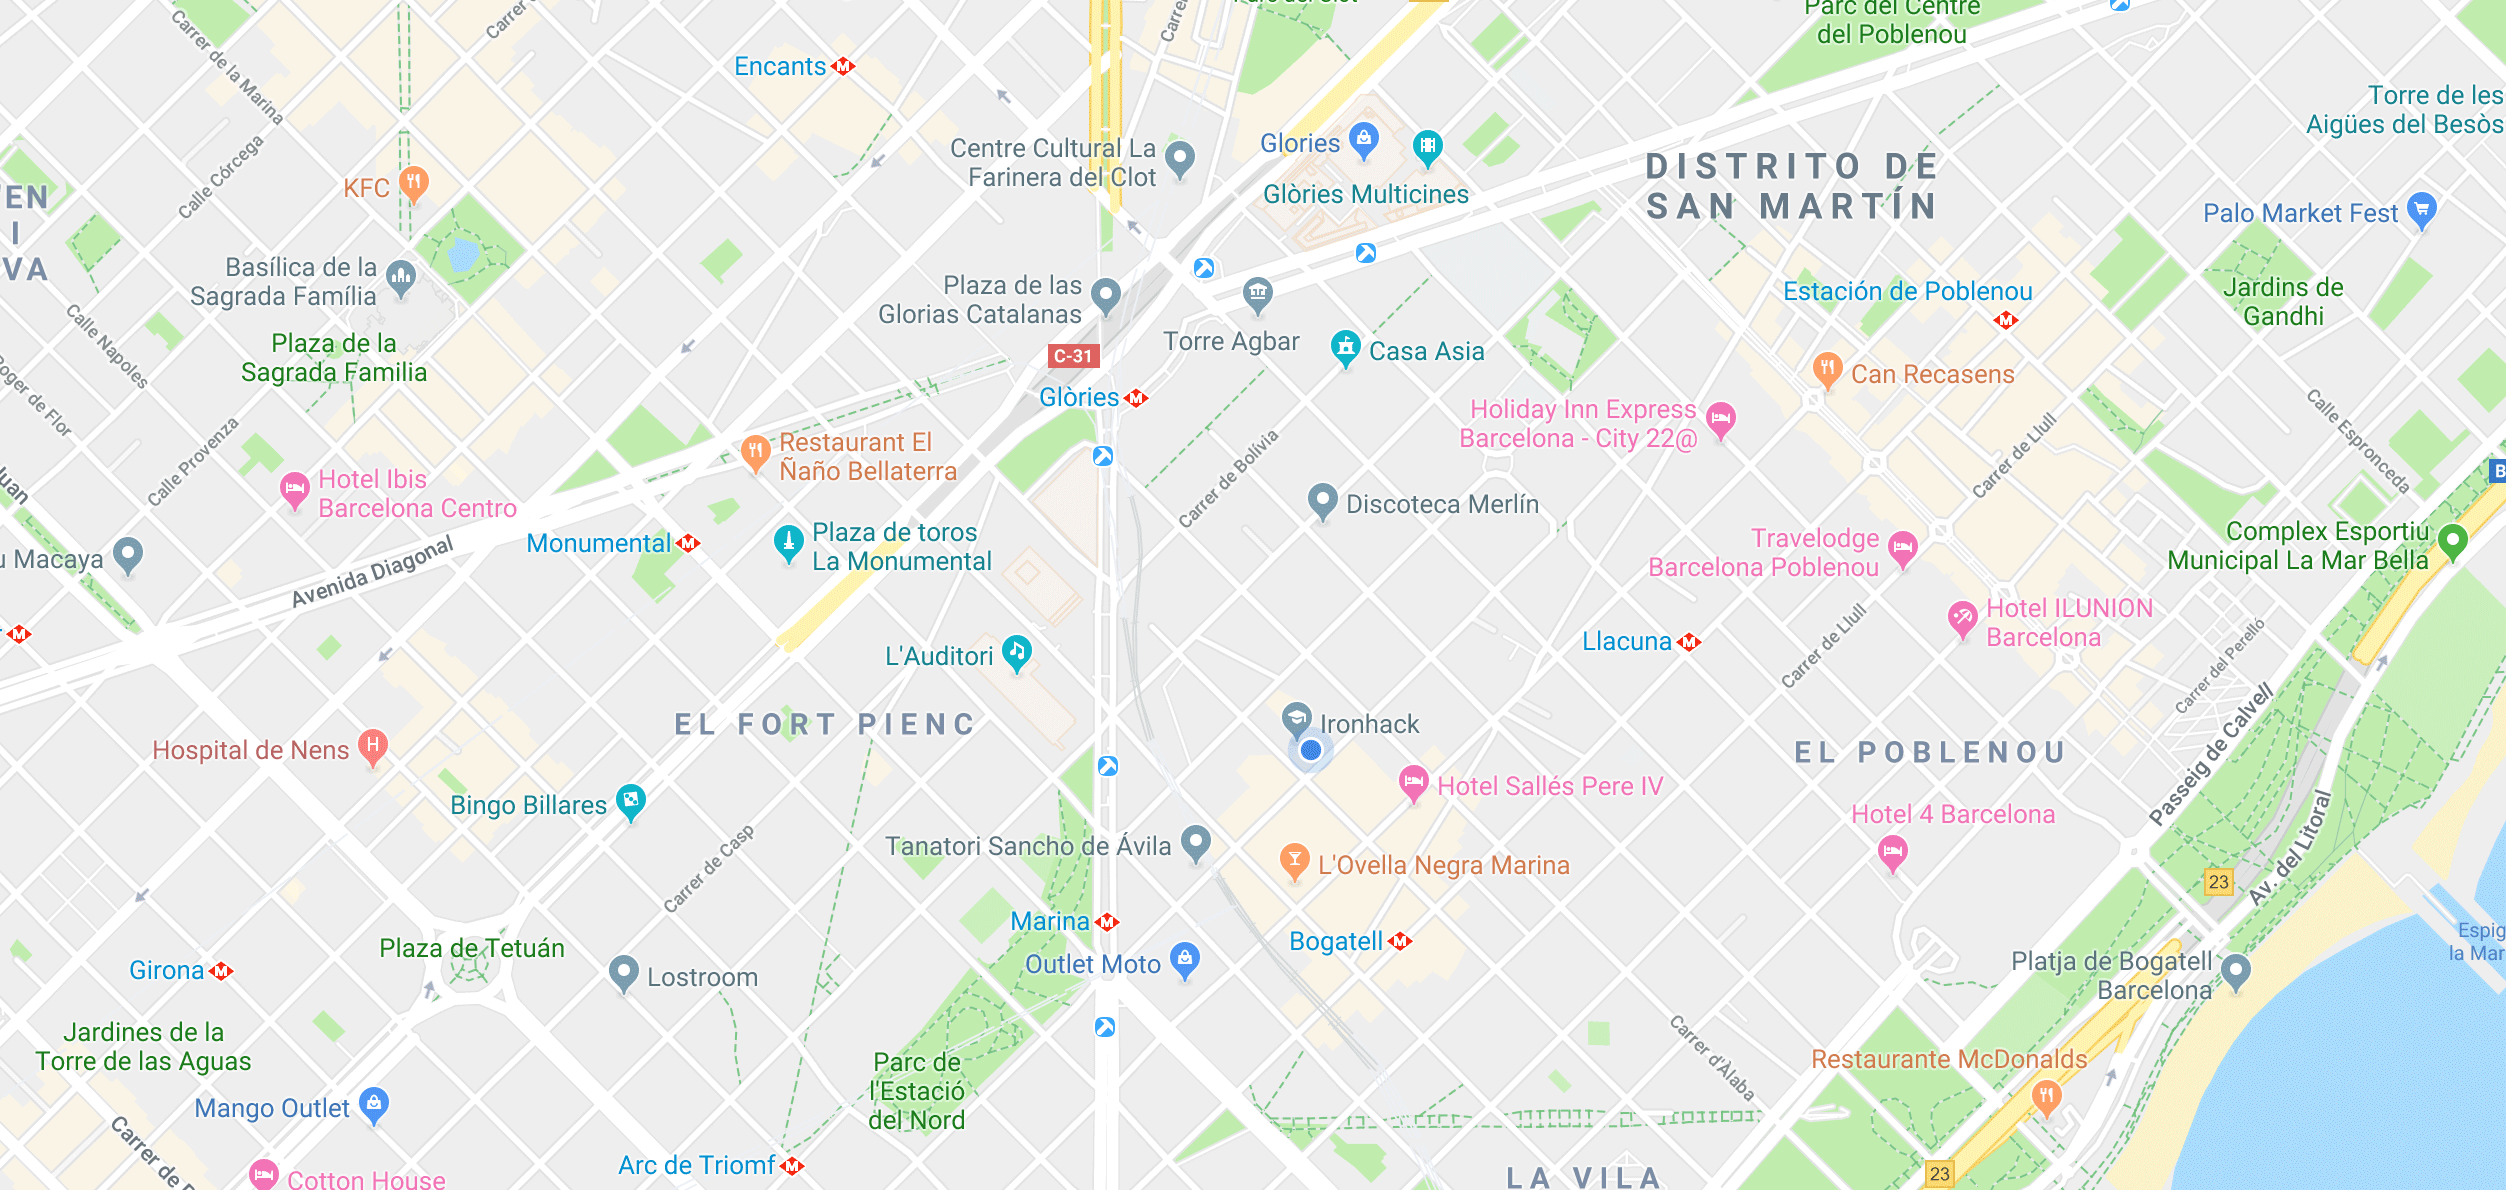 Parc del Centre
del Poblenou
Carrer de la Marina
Encants
Torre de les
Aigües del Besòs
Centre Cultural La
Farinera del Clot
Glories
Glòries Multicines
DISTRITO DE
SAN MARTÍN
Calle Córcega
KFC
Palo Market Fest
Basílica de la
Sagrada Família
Plaza de las
Glorias Catalanas
Estación de Poblenou
Jardins de
Gandhi
Calle Napoles
Plaza de la
Sagrada Familia
Torre Agbar
Casa Asia
C-31
Glòries
Can Recasens
Roger de Flor
Calle Provenza
Restaurant El
Ñaño Bellaterra
Carrer de Bolívia
Holiday Inn Express
Barcelona - City 22@
Carrer de Llull
Calle Espronceda
Hotel Ibis
Barcelona Centro
Discoteca Merlín
B
u Macaya
Avenida Diagonal
Monumental
Plaza de toros
La Monumental
Travelodge
Barcelona Poblenou
Complex Esportiu
Municipal La Mar Bella
Hotel ILUNION
Barcelona
L'Auditori
Llacuna
Carrer de Llull
Carrer del Perelló
EL FORT PIENC
Ironhack
Hospital de Nens
EL POBLENOU
Passeig de Calvell
Bingo Billares
Hotel Sallés Pere IV
Hotel 4 Barcelona
Carrer de Casp
Tanatori Sancho de Ávila
L'Ovella Negra Marina
23
Av. del Litoral
Marina
Bogatell
Espig
la Mar
Plaza de Tetuán
Girona
Lostroom
Outlet Moto
Platja de Bogatell
Barcelona
Jardines de la
Torre de las Aguas
Parc de
l'Estació
del Nord
Carrer d'Àlaba
Restaurante McDonalds
Mango Outlet
Arc de Triomf
Cotton House
LA VILA
23